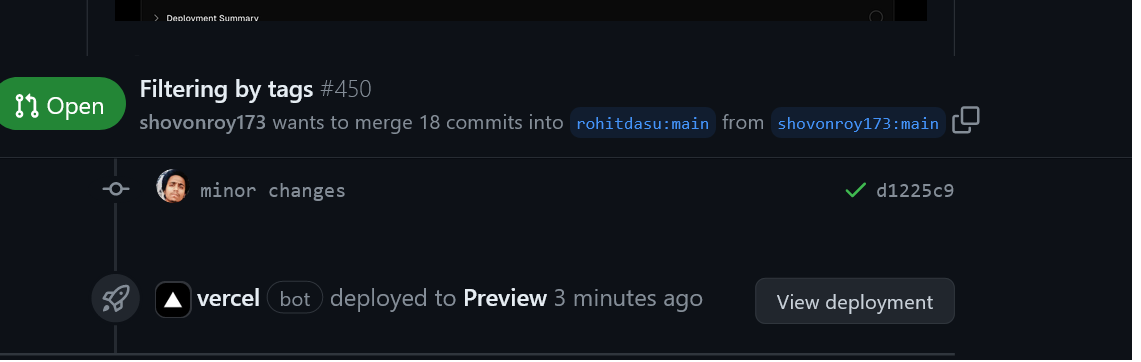 Deployment Summary
Open
Filtering by tags #450
shovonroy173 wants to merge 18 commits into rohitdasu:main from shovonroy173:main
minor changes d1225c9
vercel bot deployed to Preview 3 minutes ago View deployment